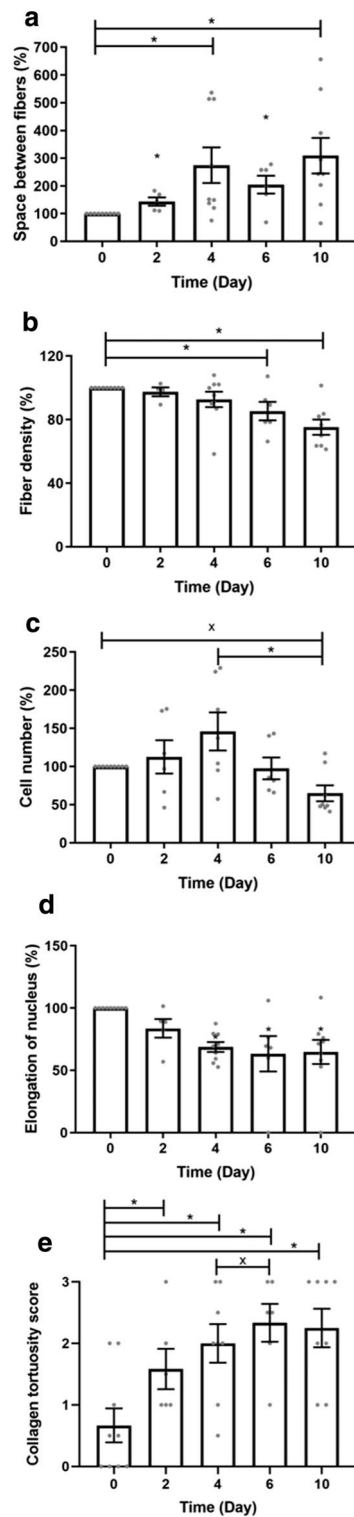 a
*
*
700
600
500
400
300
200
100
0
Space between fibers (%)
*
*
0 2 4 6 10
Time (Day)
b
*
*
120
80
40
0
Fiber density (%)
0 2 4 6 10
Time (Day)
c
x
*
250
200
150
100
50
0
Cell number (%)
0 2 4 6 10
Time (Day)
d
150
100
50
0
Elongation of nucleus (%)
*
*
*
0 2 4 6 10
Time (Day)
*
*
*
*
x
e
3
2
1
0
Collagen tortuosity score
0 2 4 6 10
Time (Day)